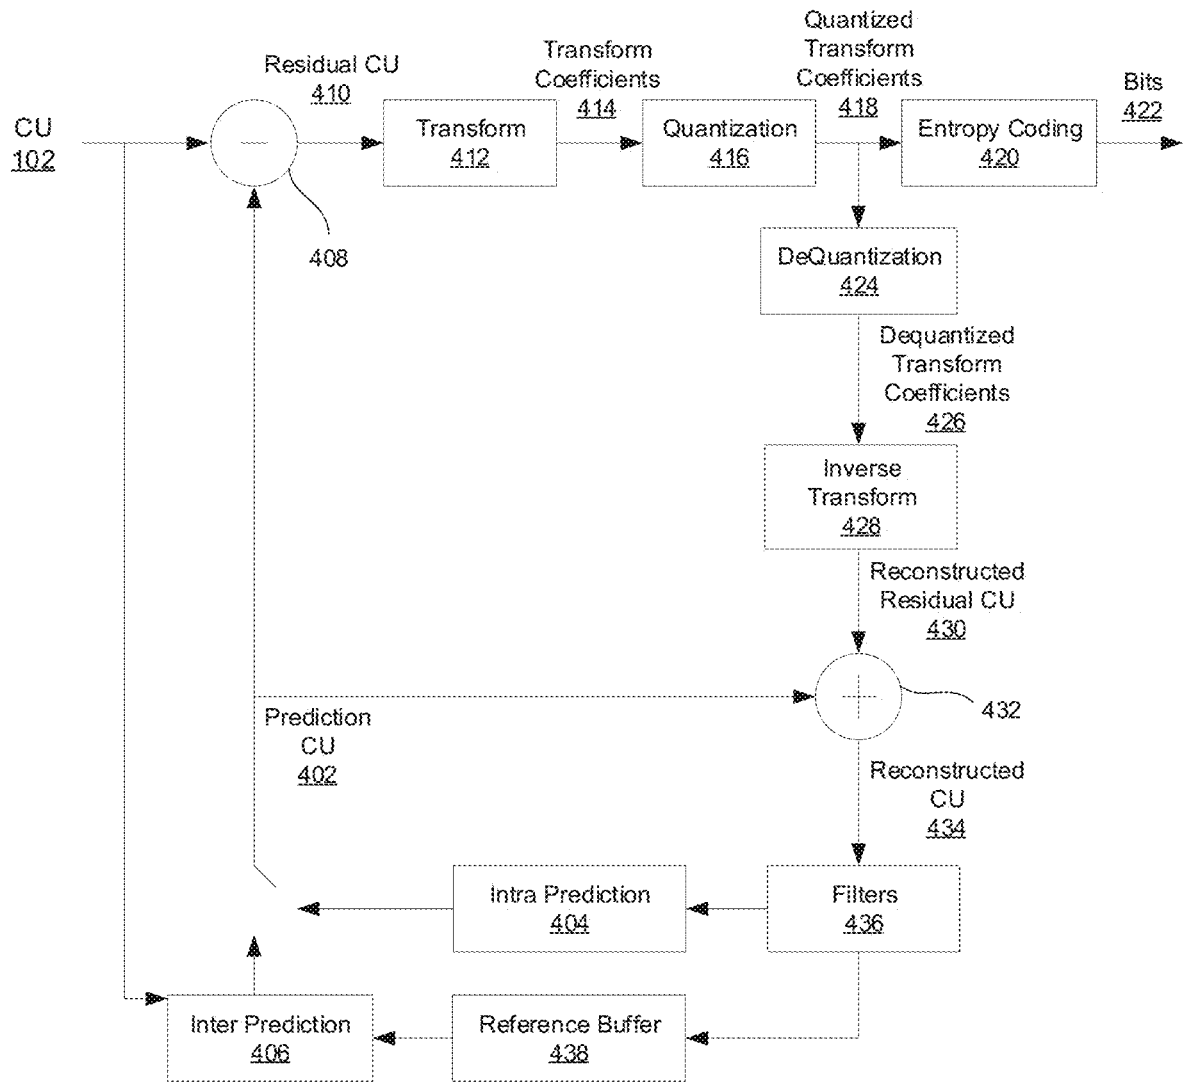 CU
102
Residual CU
410
Transform
412
Transform
Coefficients
414
Quantization
416
Quantized
Transform
Coefficients
418
Entropy Coding
420
Bits
422
408
DeQuantization
424
Dequantized
Transform
Coefficients
426
Inverse
Transform
428
Reconstructed
Residual CU
430
432
Prediction
CU
402
Reconstructed
CU
434
Intra Prediction
404
Filters
436
Inter Prediction
406
Reference Buffer
438